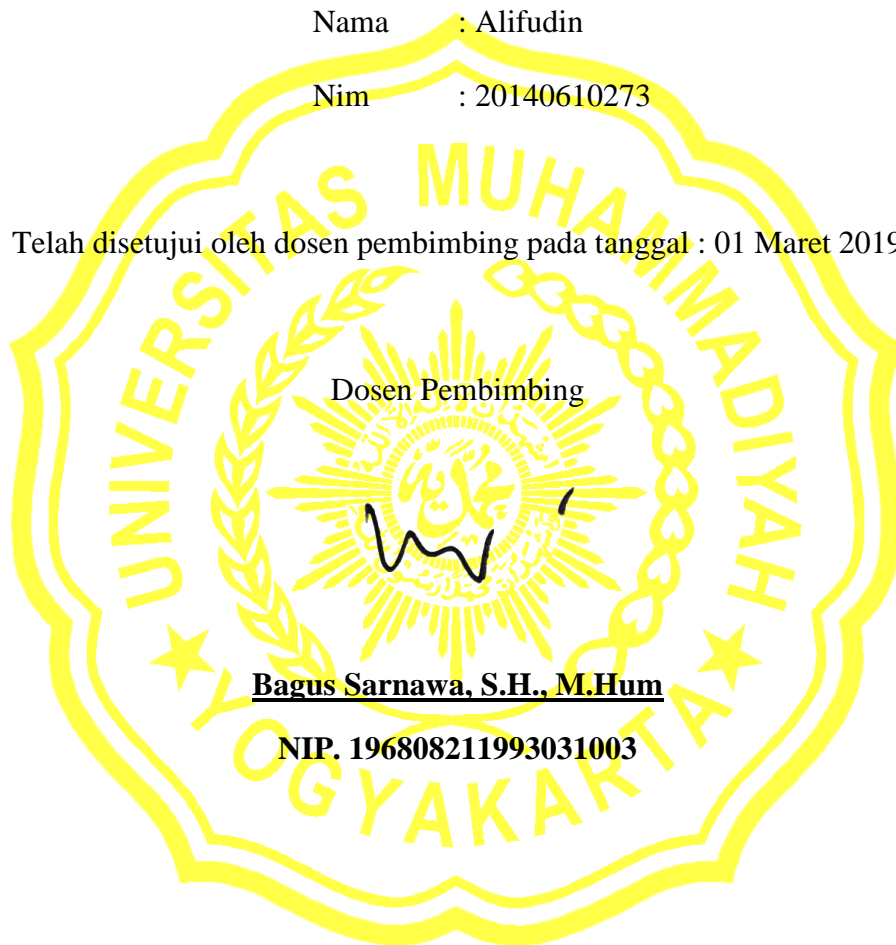 Nama : Alifudin
Nim : 20140610273
Telah disetujui oleh dosen pembimbing pada tanggal : 01 Maret 2019
Dosen Pembimbing
Bagus Sarnawa, S.H., M.Hum
NIP. 196808211993031003
UNIVERSITAS MUHAMMADIYAH
YOGYAKARTA